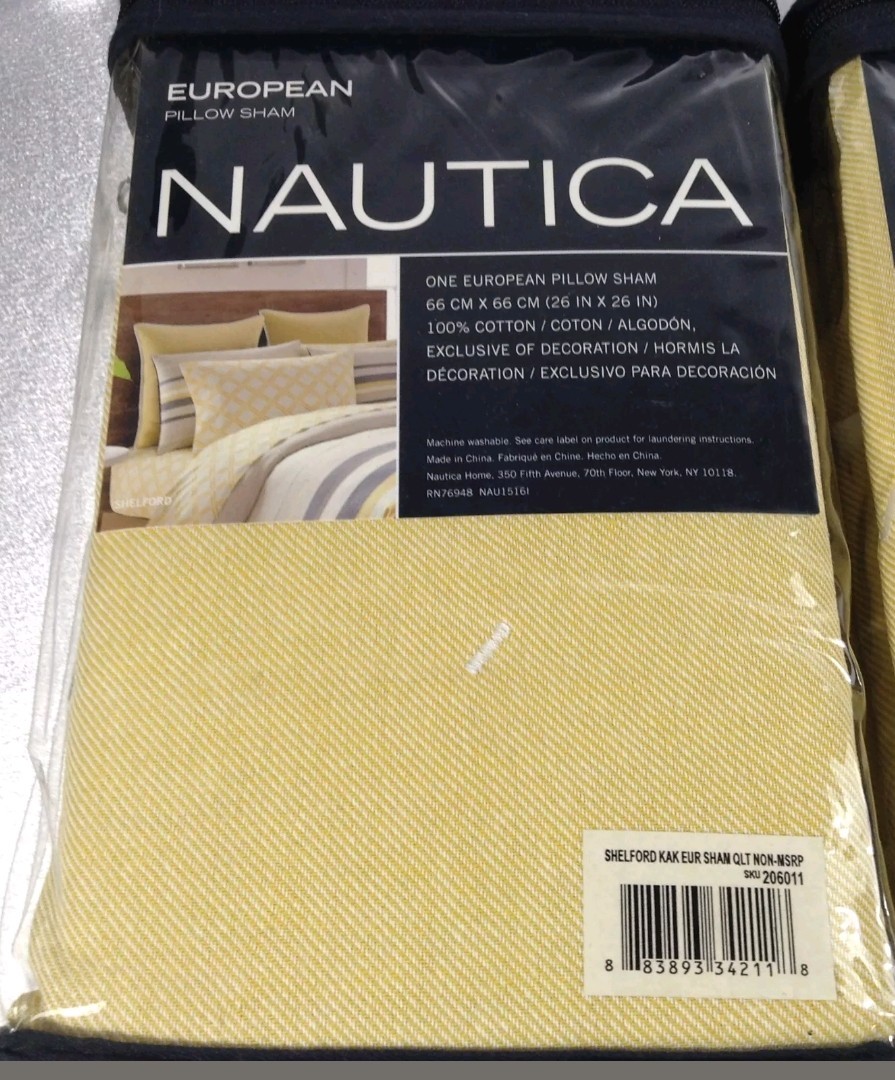 EUROPEAN
PILLOW SHAM
NAUTICA
ONE EUROPEAN PILLOW SHAM
66 CM X 66 CM (26 IN X 26 IN)
100% COTTON / COTON / ALGODÓN,
EXCLUSIVE OF DECORATION / HORMIS LA
DÉCORATION / EXCLUSIVO PARA DECORACIÓN
Machine washable. See care label on product for laundering instructions.
Made in China. Fabriqué en Chine. Hecho en China.
Nautica Home, 350 Fifth Avenue, 70th Floor, New York, NY 10118.
RN76948 NAU1516I
SHELFORD
SHELFORD KAK EUR SHAM QLT NON-MSRP
SKU 206011
8 83893 34211 8